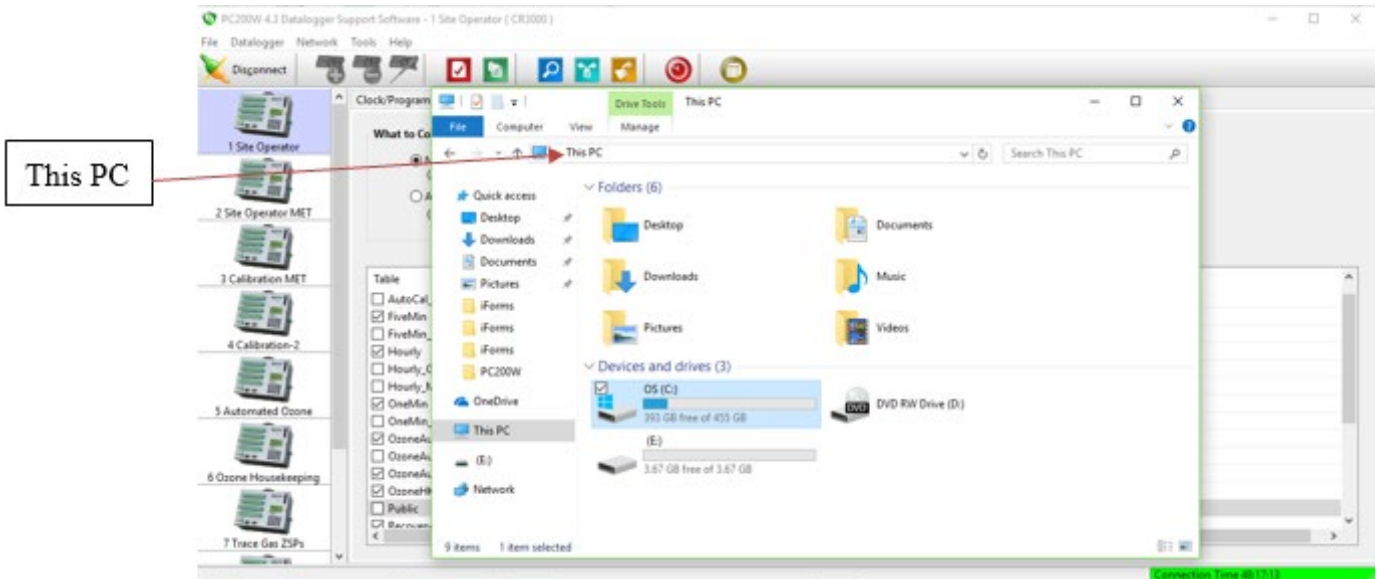 PC200W 4.3 Datalogger Support Software - 1 Site Operator ( CR3000 )
File Datalogger Network Tools Help
Disconnect
This PC
1 Site Operator
2 Site Operator MET
3 Calibration MET
4 Calibration-2
5 Automated Ozone
6 Ozone Housekeeping
7 Trace Gas ZSPs
Clock/Program
What to Co
Table
AutoCal_
FiveMin
FiveMin_
Hourly
Hourly_
Hourly_
OneMin
OneMin_
OzoneAu
OzoneAu
OzoneAu
OzoneH
Public
Recover
Drive Tools This PC
File Computer View Manage
This PC
Search This PC
Quick access
Desktop
Downloads
Documents
Pictures
iForms
iForms
iForms
PC200W
OneDrive
This PC
(E:)
Network
Folders (6)
Desktop
Documents
Downloads
Music
Pictures
Videos
Devices and drives (3)
OS (C:)
393 GB free of 455 GB
DVD RW Drive (D:)
(E:)
3.67 GB free of 3.67 GB
9 items 1 item selected
Connection Time 48:17:13